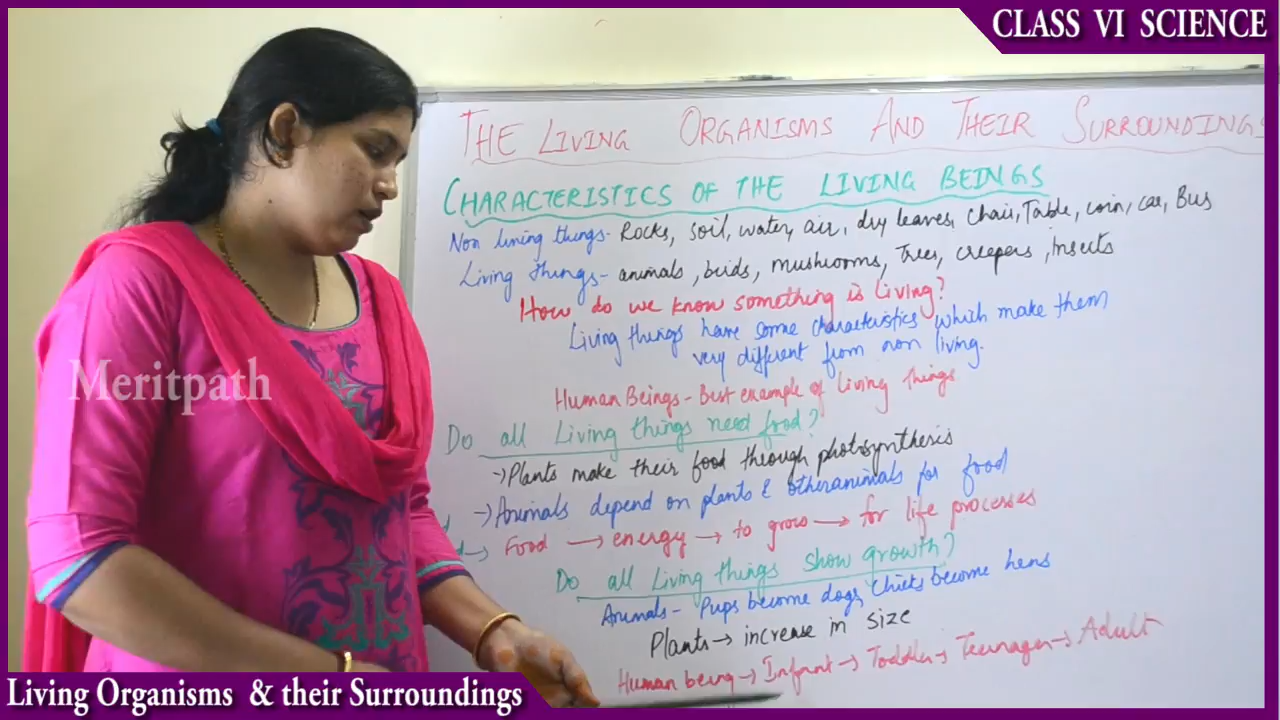 CLASS VI SCIENCE
THE LIVING ORGANISMS AND THEIR SURROUNDINGS
CHARACTERISTICS OF THE LIVING BEINGS
Non lining things- Rocks, soil, water, air, dry leaves, chair, Table, coin, car, Bus
Living things- animals, birds, mushrooms, Trees, creepers, insects
How do we know something is living?
Living things have some characteristics which make them
very different from non living.
Human Beings - Best example of living things
Meritpath
Do all Living things need food?
→ Plants make their food through photosynthesis
→ Animals depend on plants & other animals for food
Food → energy → to grow → for life processes
Do all Living things show growth?
Animals - Pups become dogs, Chicks become hens
Plants → increase in size
Human being → Infant → Toddler → Teenager → Adult
Living Organisms & their Surroundings